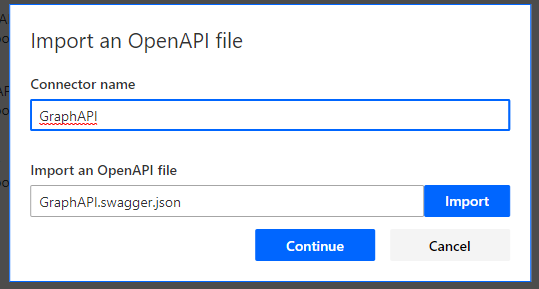 Import an OpenAPI file
Connector name
GraphAPI
Import an OpenAPI file
GraphAPI.swagger.json
Import
Continue
Cancel